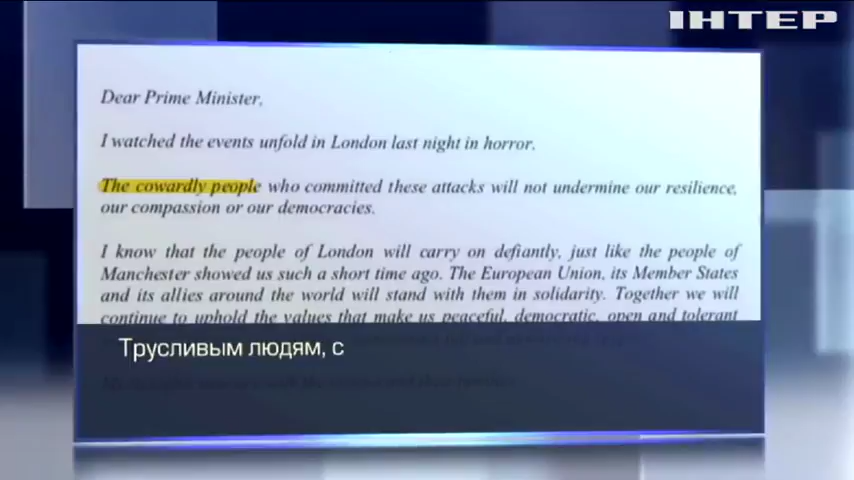 ІНТЕР
Dear Prime Minister,
I watched the events unfold in London last night in horror.
The cowardly people who committed these attacks will not undermine our resilience,
our compassion or our democracies.
I know that the people of London will carry on defiantly, just like the people of
Manchester showed us such a short time ago. The European Union, its Member States
and its allies around the world will stand with them in solidarity. Together we will
continue to uphold the values that make us peaceful, democratic, open and tolerant
Трусливым людям, с